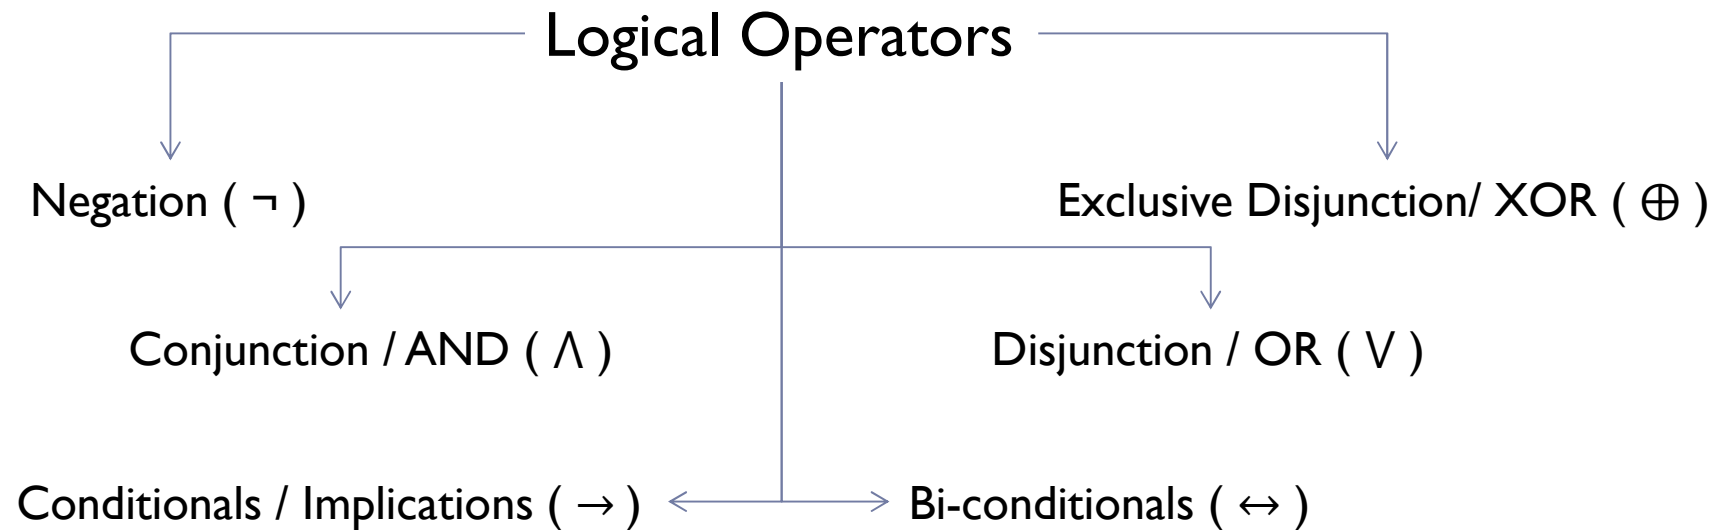 Logical Operators
Negation ( ¬ )
Exclusive Disjunction/ XOR ( ⊕ )
Conjunction / AND ( Λ )
Disjunction / OR ( V )
Conditionals / Implications ( → )
Bi-conditionals ( ↔ )